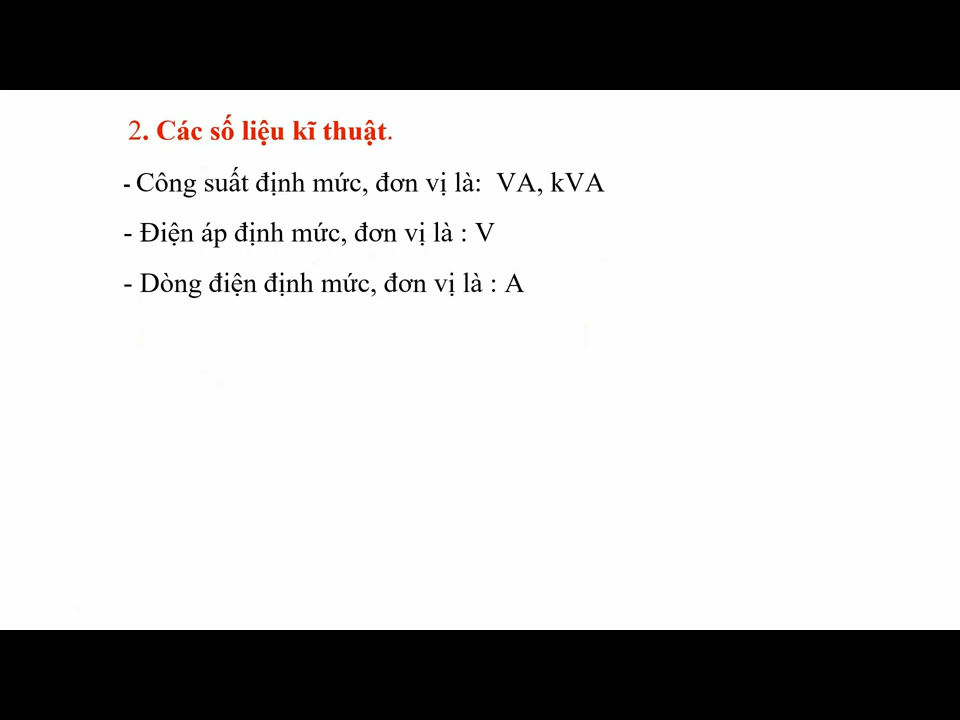 2. Các số liệu kĩ thuật.
- Công suất định mức, đơn vị là: VA, kVA
- Điện áp định mức, đơn vị là : V
- Dòng điện định mức, đơn vị là : A